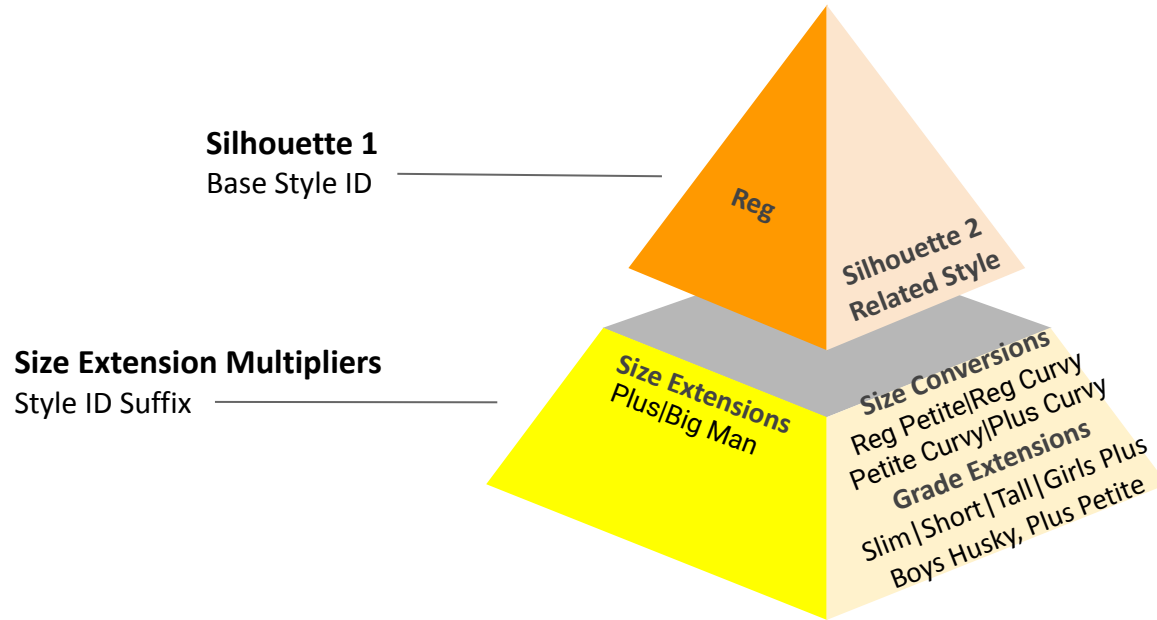 Silhouette 1
Base Style ID
Reg
Silhouette 2
Related Style
Size Extension Multipliers
Style ID Suffix
Size Extensions
Plus|Big Man
Size Conversions
Reg Petite|Reg Curvy
Petite Curvy|Plus Curvy
Grade Extensions
Slim|Short|Tall|Girls Plus
Boys Husky, Plus Petite